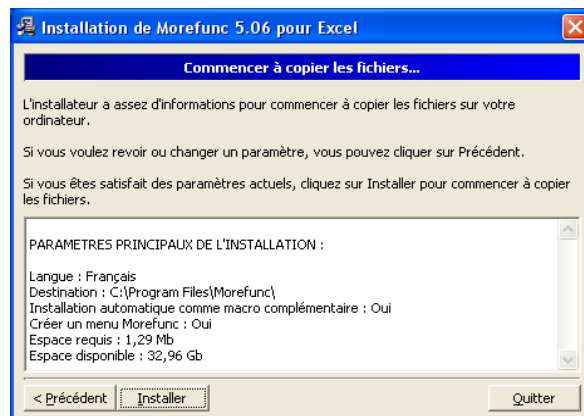 Installation de Morefunc 5.06 pour Excel
Commencer à copier les fichiers...
L'installateur a assez d'informations pour commencer à copier les fichiers sur votre
ordinateur.
Si vous voulez revoir ou changer un paramètre, vous pouvez cliquer sur Précédent.
Si vous êtes satisfait des paramètres actuels, cliquez sur Installer pour commencer à copier
les fichiers.
PARAMETRES PRINCIPAUX DE L'INSTALLATION :
Langue : Français
Destination : C:\Program Files\Morefunc\
Installation automatique comme macro complémentaire : Oui
Créer un menu Morefunc : Oui
Espace requis : 1,29 Mb
Espace disponible : 32,96 Gb
< Précédent Installer Quitter